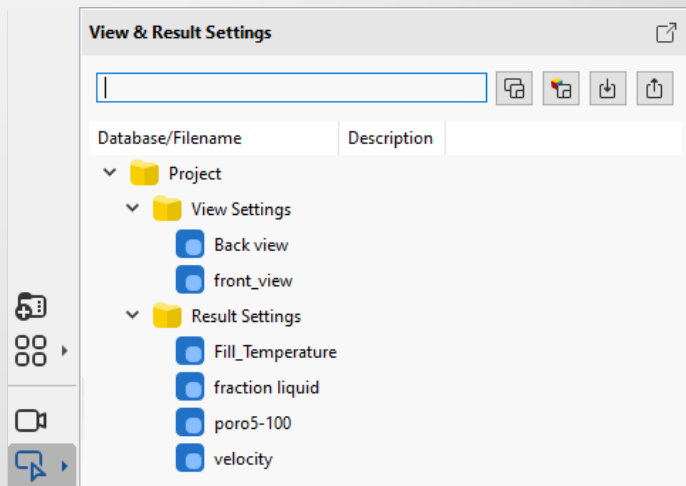 View & Result Settings
Database/Filename Description
Project
View Settings
Back view
front_view
Result Settings
Fill_Temperature
fraction liquid
poro5-100
velocity